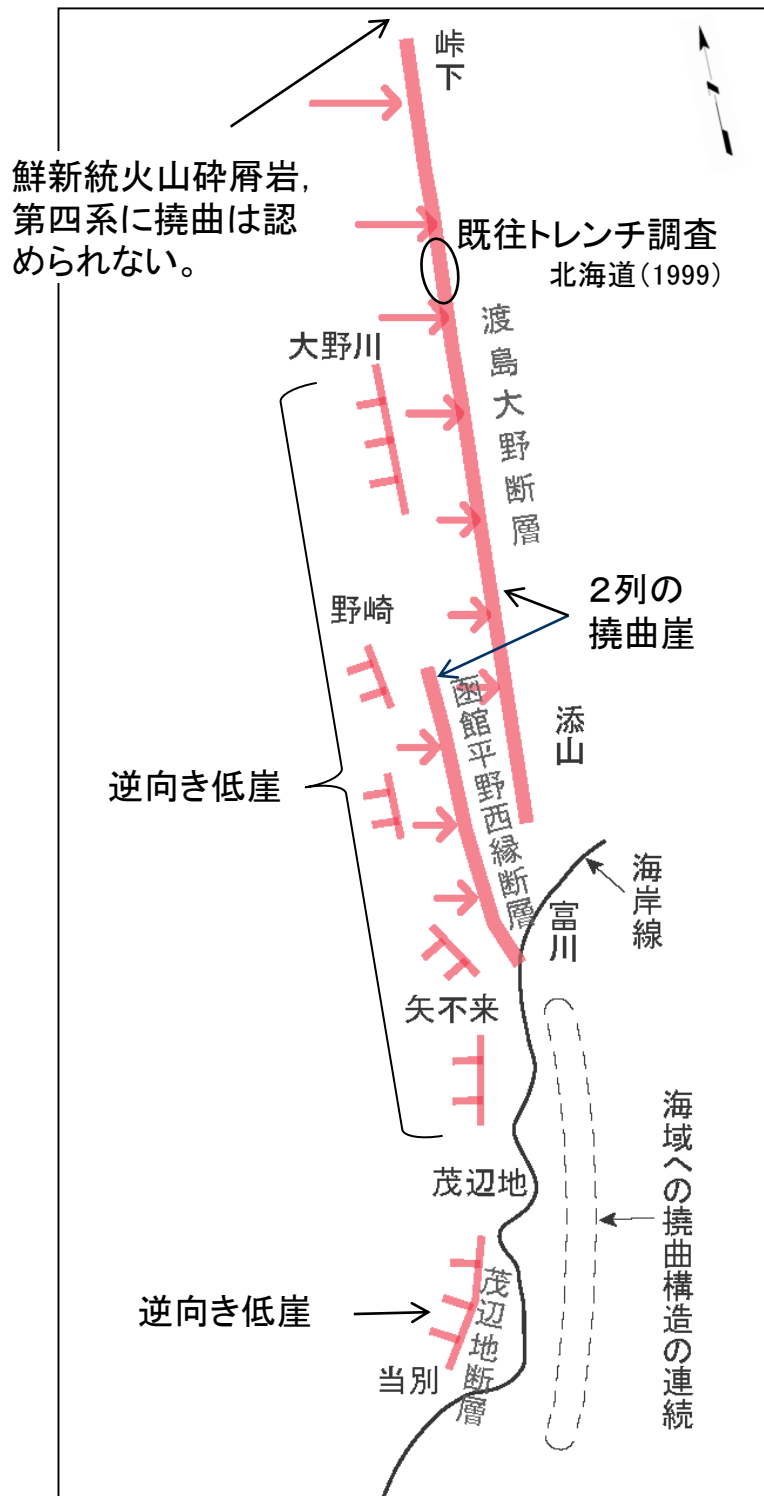 峠下
鮮新統火山砕屑岩，
第四系に撓曲は認
められない。
既往トレンチ調査
北海道（1999）
渡島大野断層
大野川
野崎
２列の
撓曲崖
函館平野西縁断層
添山
逆向き低崖
海岸線
富川
矢不来
茂辺地
海域への撓曲構造の連続
逆向き低崖
茂辺地断層
当別